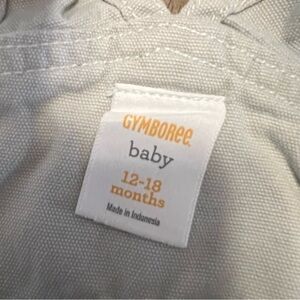 GYMBOREE
baby
12-18
months
Made in Indonesia